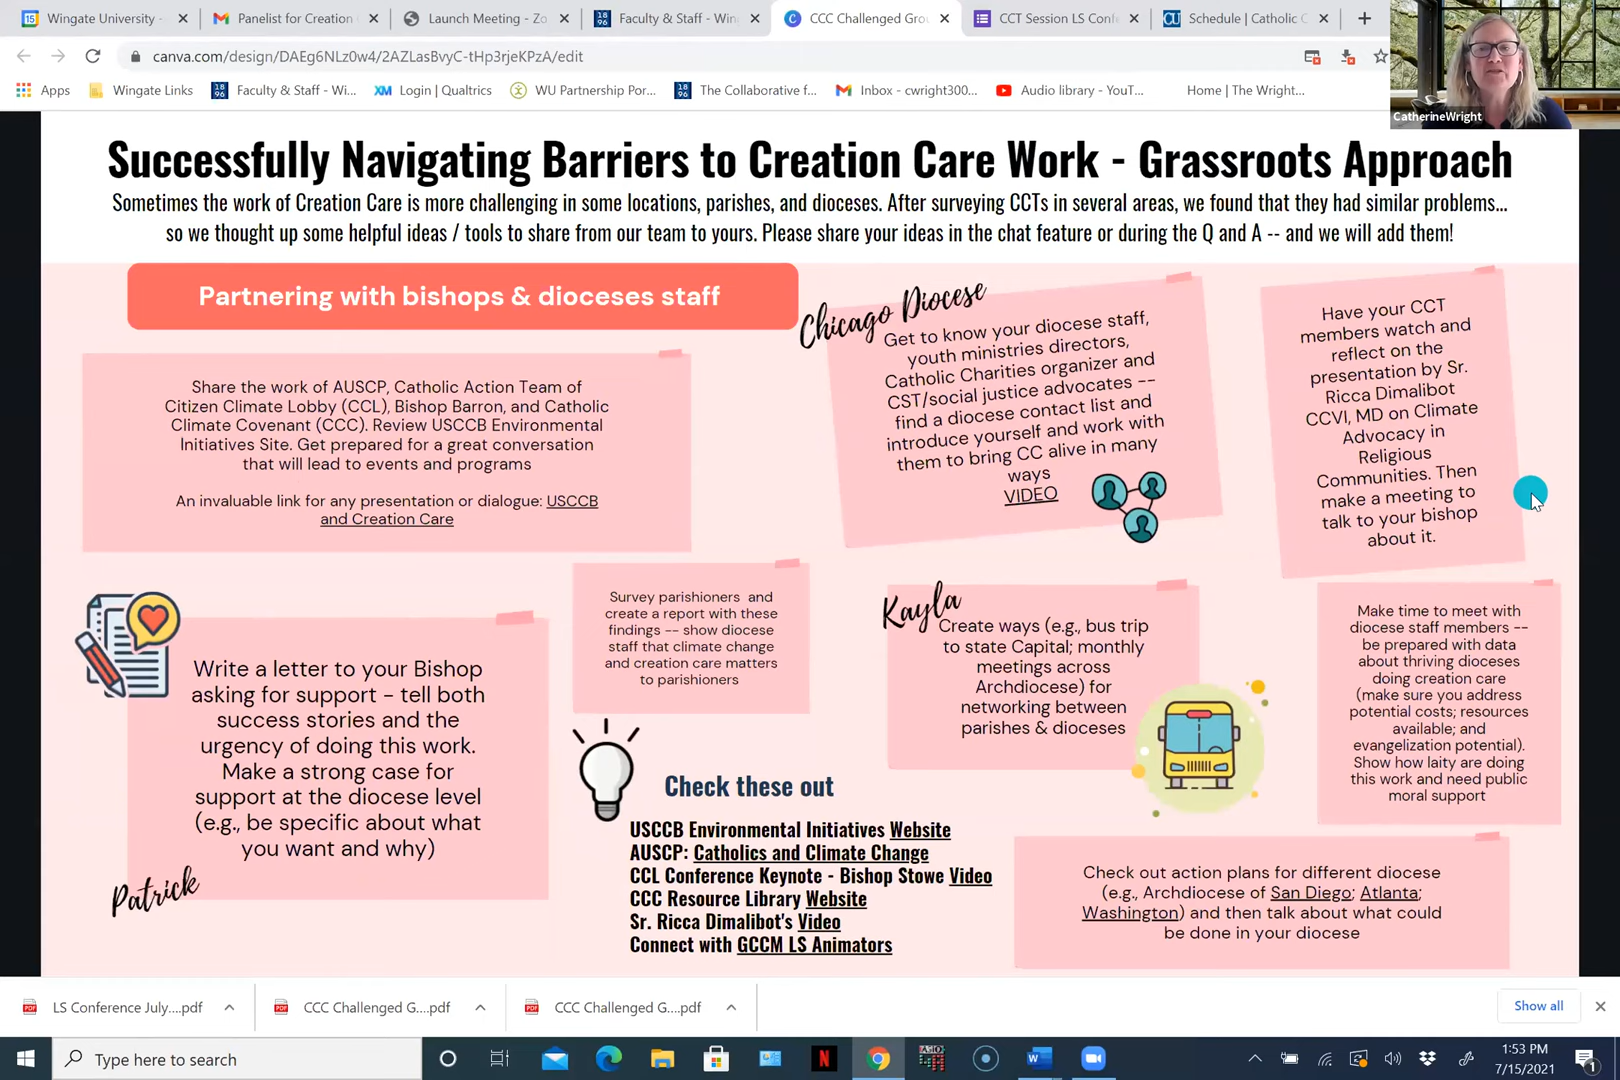 Wingate University -
Panelist for Creation
Launch Meeting - Zo
Faculty & Staff - Win
CCC Challenged Gro
CCT Session LS Conf
Schedule | Catholic C
canva.com/design/DAEg6NLz0w4/2AZLasBvyC-tHp3rjeKPzA/edit
Apps
Wingate Links
Faculty & Staff - Wi...
Login | Qualtrics
WU Partnership Por...
The Collaborative f...
Inbox - cwright300...
Audio library - YouT...
Home | The Wright...
CatherineWright
Successfully Navigating Barriers to Creation Care Work - Grassroots Approach
Sometimes the work of Creation Care is more challenging in some locations, parishes, and dioceses. After surveying CCTs in several areas, we found that they had similar problems...
so we thought up some helpful ideas / tools to share from our team to yours. Please share your ideas in the chat feature or during the Q and A -- and we will add them!
Partnering with bishops & dioceses staff
Share the work of AUSCP, Catholic Action Team of
Citizen Climate Lobby (CCL), Bishop Barron, and Catholic
Climate Covenant (CCC). Review USCCB Environmental
Initiatives Site. Get prepared for a great conversation
that will lead to events and programs
An invaluable link for any presentation or dialogue: USCCB
and Creation Care
Chicago Diocese
Get to know your diocese staff,
youth ministries directors,
Catholic Charities organizer and
CST/social justice advocates --
find a diocese contact list and
introduce yourself and work with
them to bring CC alive in many
ways
VIDEO
Have your CCT
members watch and
reflect on the
presentation by Sr.
Ricca Dimalibot
CCVI, MD on Climate
Advocacy in
Religious
Communities. Then
make a meeting to
talk to your bishop
about it.
Write a letter to your Bishop
asking for support - tell both
success stories and the
urgency of doing this work.
Make a strong case for
support at the diocese level
(e.g., be specific about what
you want and why)
Patrick
Survey parishioners and
create a report with these
findings -- show diocese
staff that climate change
and creation care matters
to parishioners
Kayla
Create ways (e.g., bus trip
to state Capital; monthly
meetings across
Archdiocese) for
networking between
parishes & dioceses
Make time to meet with
diocese staff members --
be prepared with data
about thriving dioceses
doing creation care
(make sure you address
potential costs; resources
available; and
evangelization potential).
Show how laity are doing
this work and need public
moral support
Check these out
USCCB Environmental Initiatives Website
AUSCP: Catholics and Climate Change
CCL Conference Keynote - Bishop Stowe Video
CCC Resource Library Website
Sr. Ricca Dimalibot's Video
Connect with GCCM LS Animators
Check out action plans for different diocese
(e.g., Archdiocese of San Diego; Atlanta;
Washington) and then talk about what could
be done in your diocese
LS Conference July....pdf
CCC Challenged G....pdf
CCC Challenged G....pdf
Show all
Type here to search
1:53 PM
7/15/2021